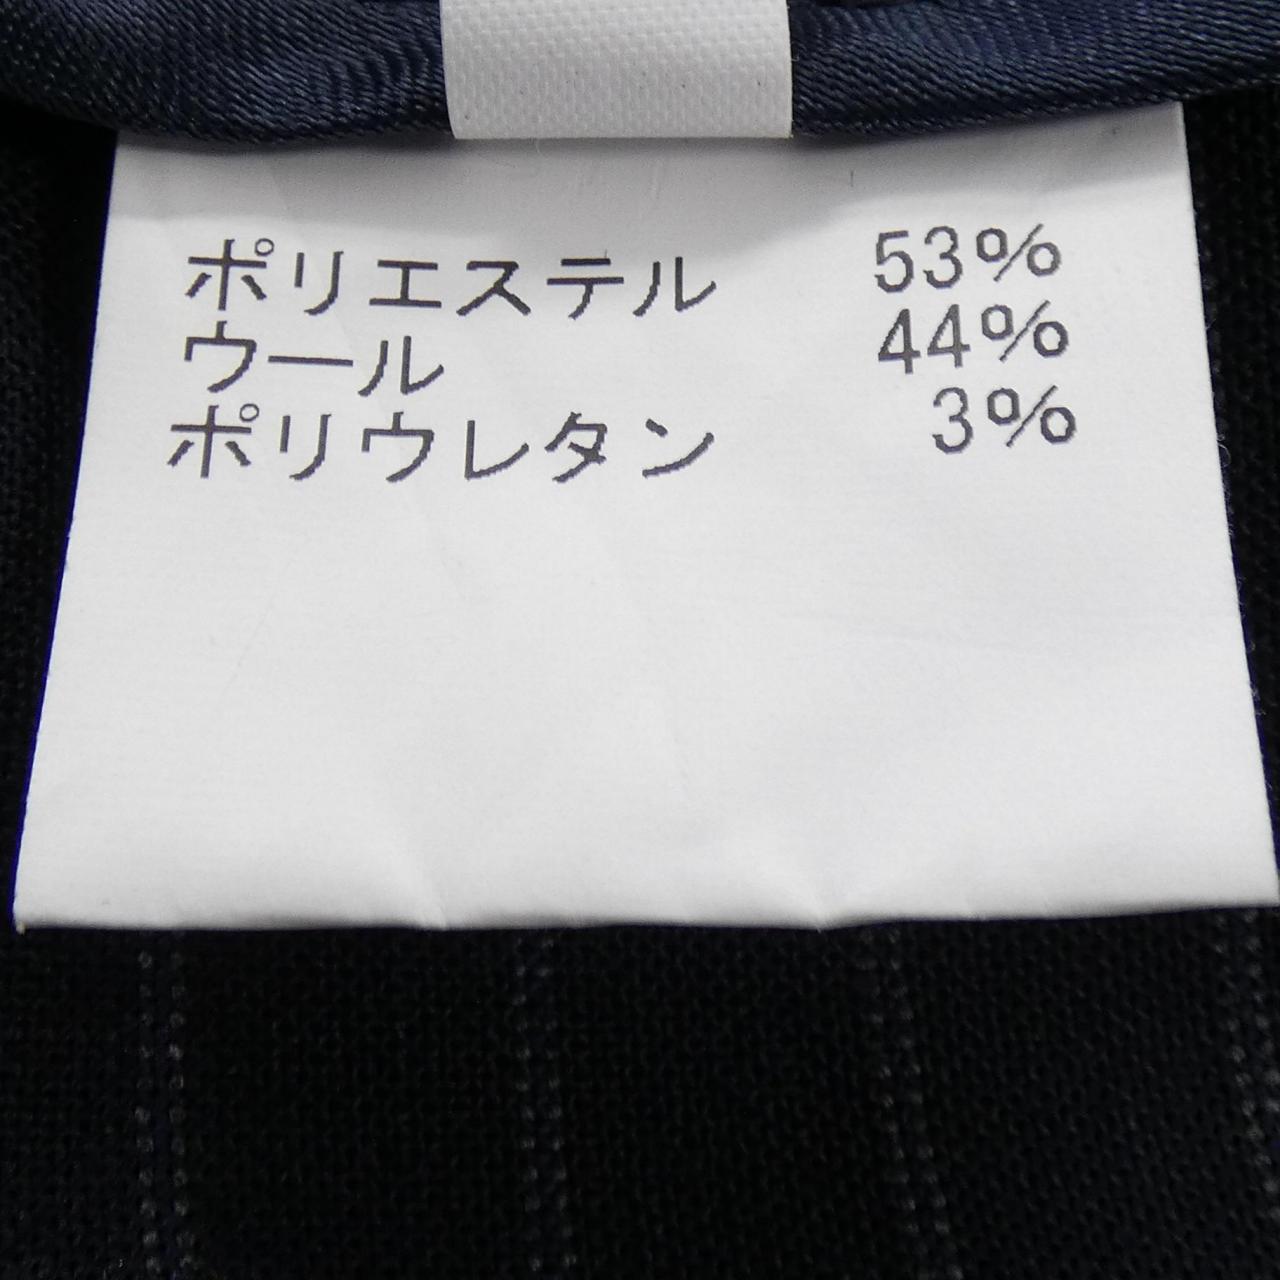 ポリエステル 53%
ウール 44%
ポリウレタン 3%